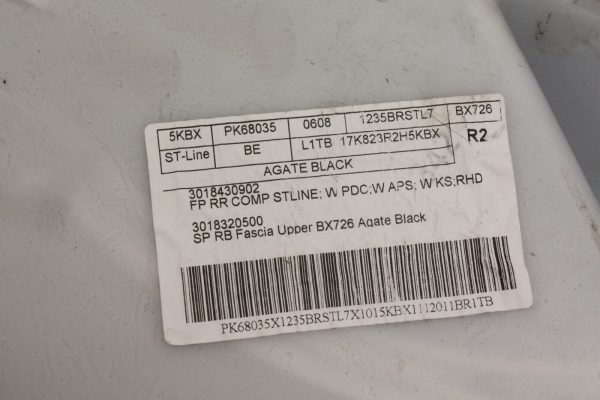 5KBX PK68035 0608 1235BRSTL7 BX726
ST-Line BE L1TB 17K823R2H5KBX R2
AGATE BLACK
3018430902
FP RR COMP STLINE; W PDC;W APS; W KS;RHD
3018320500
SP RB Fascia Upper BX726 Agate Black
PK68035X1235BRSTL7X1015KBX1112011BR1TB